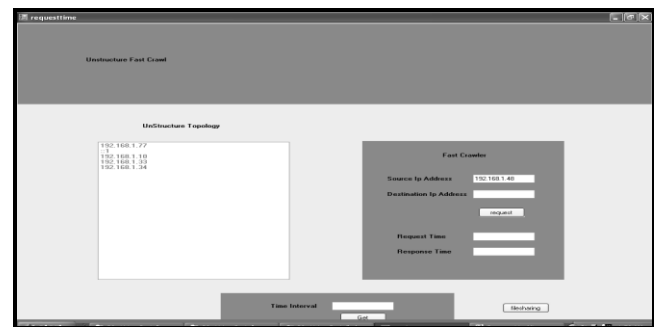 requesttime
Unstructure Fast Crawl
UnStructure Topology
192.168.1.77
::1
192.168.1.10
192.168.1.33
192.168.1.34
Fast Crawler
Source Ip Address 192.168.1.40
Destination Ip Address
request
Request Time
Response Time
Time Interval
Get
filesharing